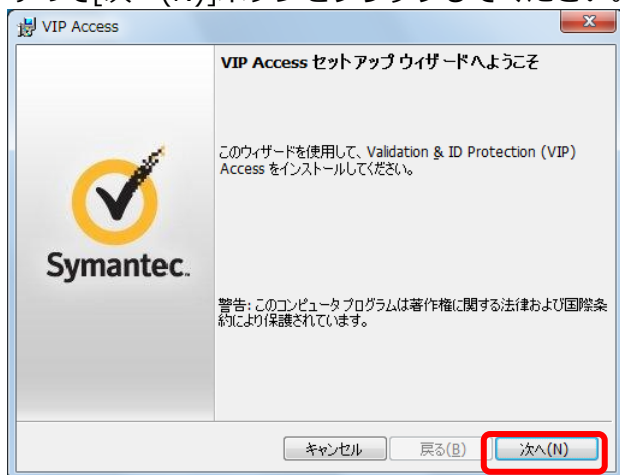 VIP Access
VIP Access セットアップ ウィザードへようこそ
このウィザードを使用して、Validation & ID Protection (VIP)
Access をインストールしてください。
Symantec.
警告: このコンピュータ プログラムは著作権に関する法律および国際条
約により保護されています。
キャンセル
戻る(B)
次へ(N)